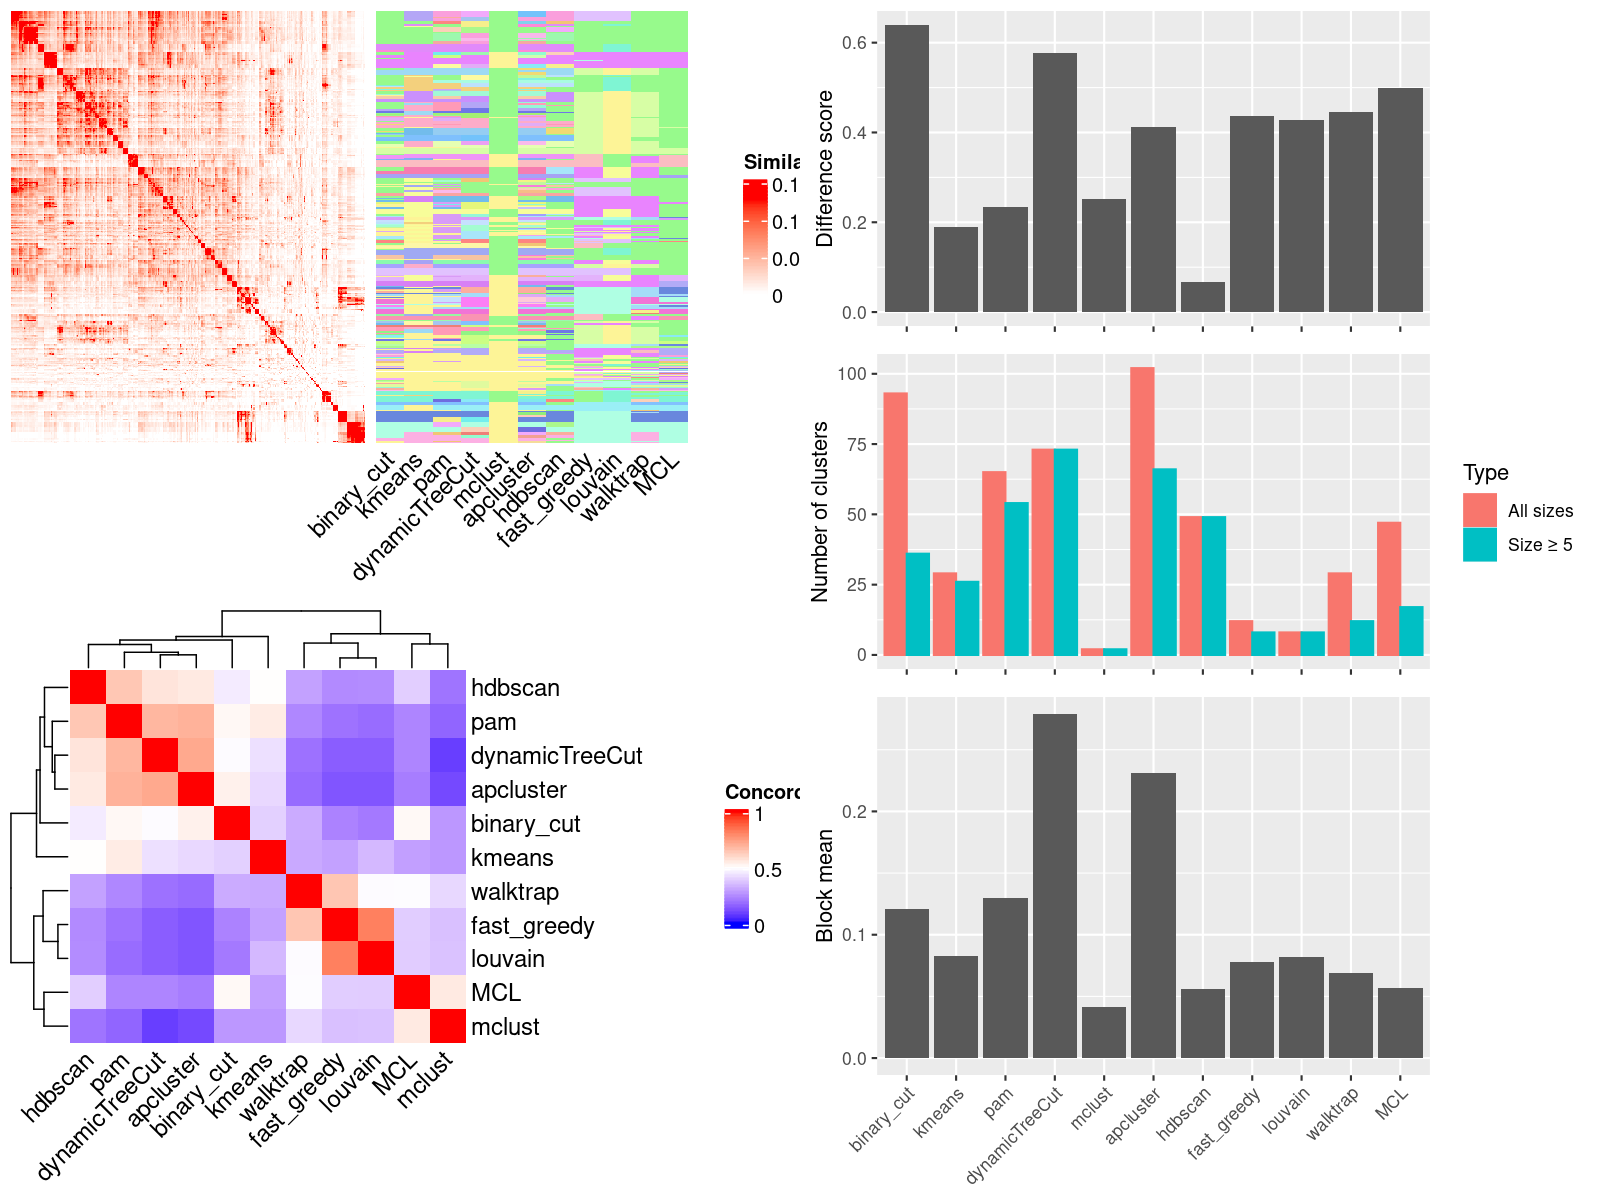 Simila
0.1
0.1
0.0
0
binary_cut
kmeans
pam
dynamicTreeCut
mclust
apcluster
hdbscan
fast_greedy
louvain
walktrap
MCL
hdbscan
pam
dynamicTreeCut
apcluster
binary_cut
kmeans
walktrap
fast_greedy
louvain
MCL
mclust
hdbscan
pam
dynamicTreeCut
apcluster
binary_cut
kmeans
walktrap
fast_greedy
louvain
MCL
mclust
Concord
1
0.5
0
Difference score
0.6
0.4
0.2
0.0
Number of clusters
100
75
50
25
0
Type
All sizes
Size ≥ 5
Block mean
0.2
0.1
0.0
binary_cut
kmeans
pam
dynamicTreeCut
mclust
apcluster
hdbscan
fast_greedy
louvain
walktrap
MCL